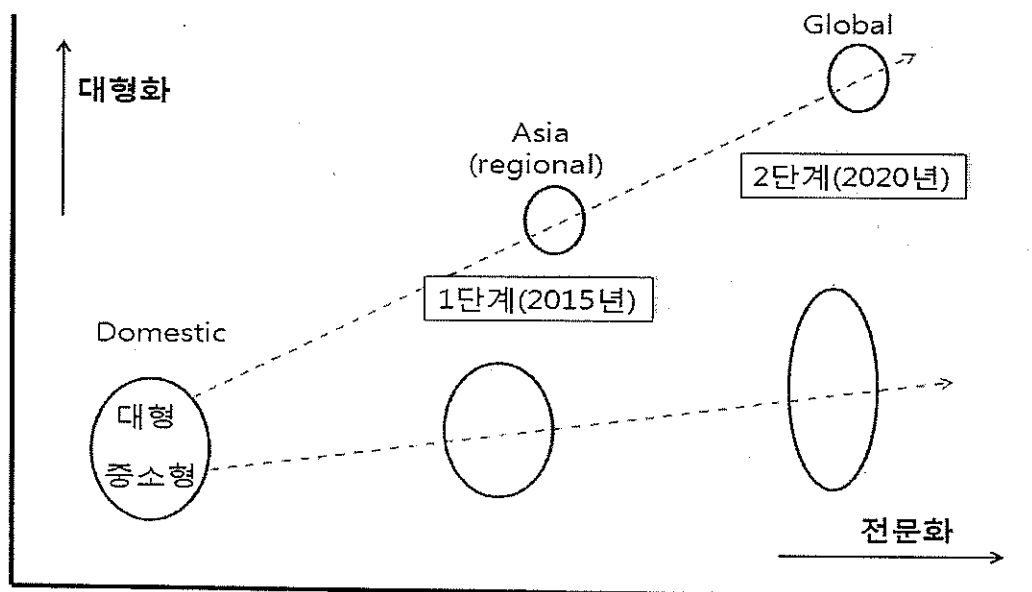 Global
대형화
Asia
(regional)
2단계(2020년)
1단계(2015년)
Domestic
대형
중소형
전문화